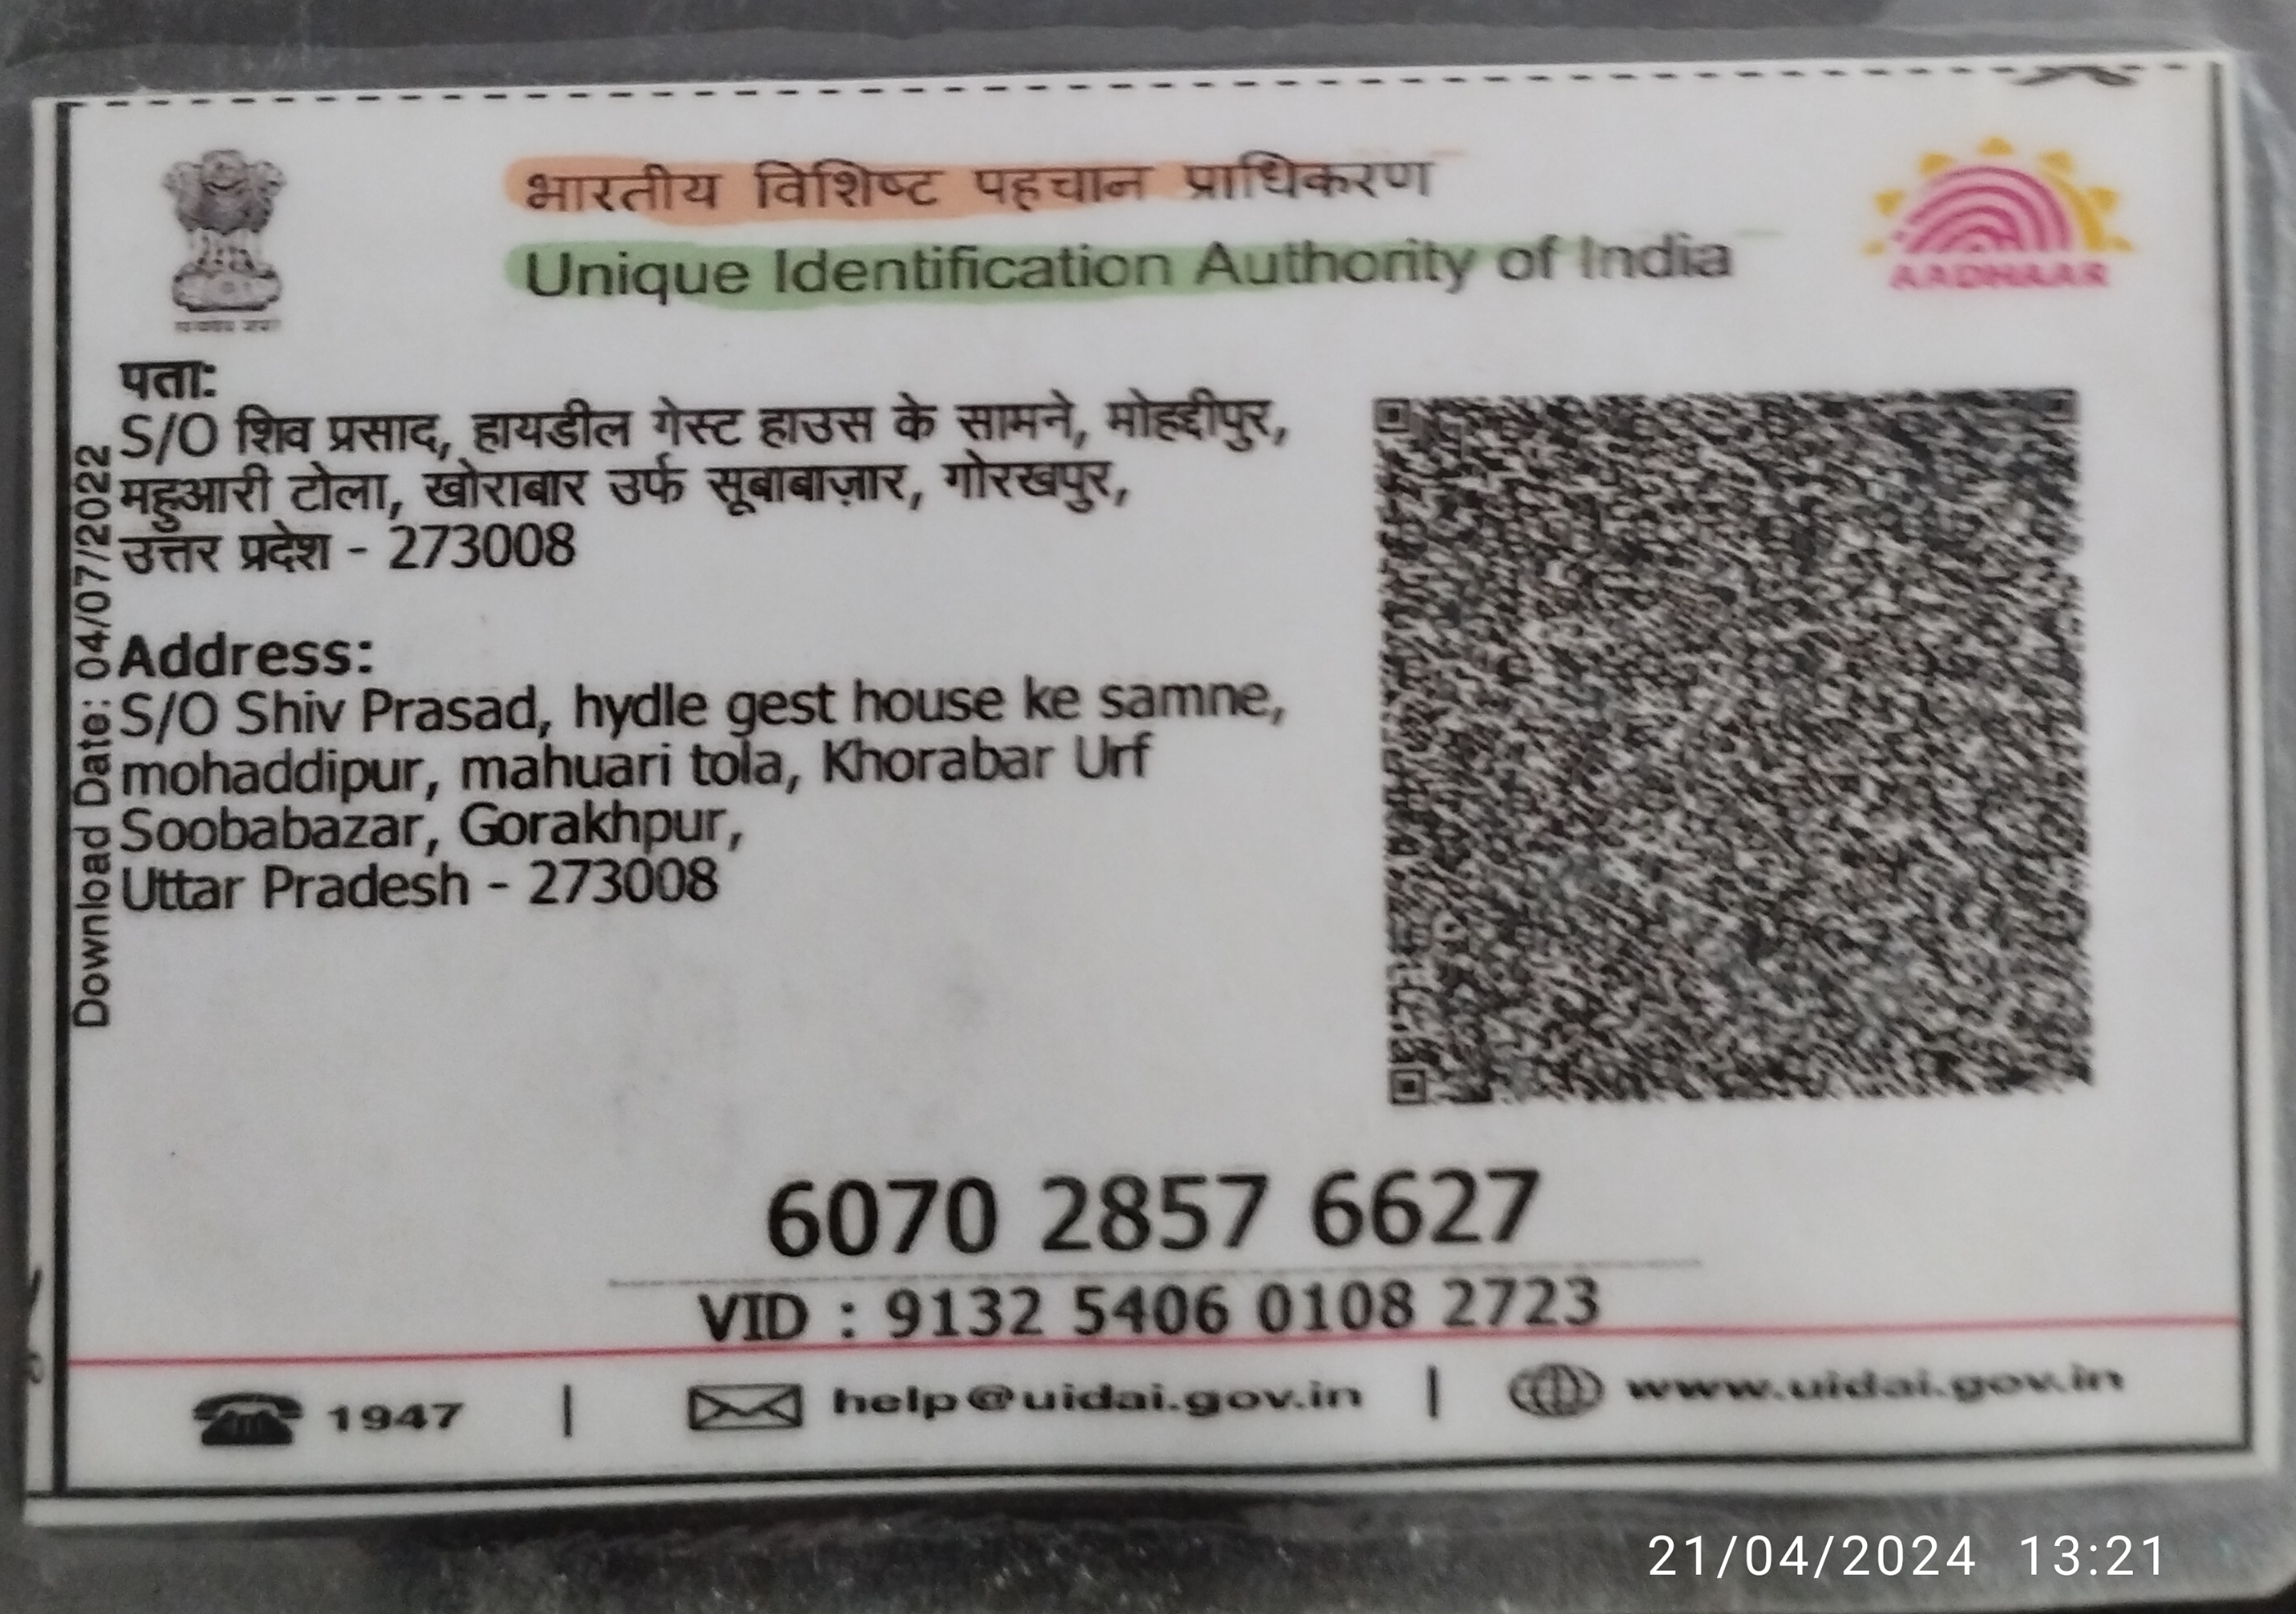 भारतीय विशिष्ट पहचान प्राधिकरण
Unique Identification Authority of India
AADHAAR
पता:
S/O शिव प्रसाद, हायडील गेस्ट हाउस के सामने, मोहद्दीपुर,
महुआरी टोला, खोराबार उर्फ सूबाबाज़ार, गोरखपुर,
उत्तर प्रदेश - 273008
Address:
S/O Shiv Prasad, hydle gest house ke samne,
mohaddipur, mahuari tola, Khorabar Urf
Soobabazar, Gorakhpur,
Uttar Pradesh - 273008
Download Date: 04/07/2022
6070 2857 6627
VID : 9132 5406 0108 2723
1947 | help@uidai.gov.in | www.uidai.gov.in
21/04/2024 13:21